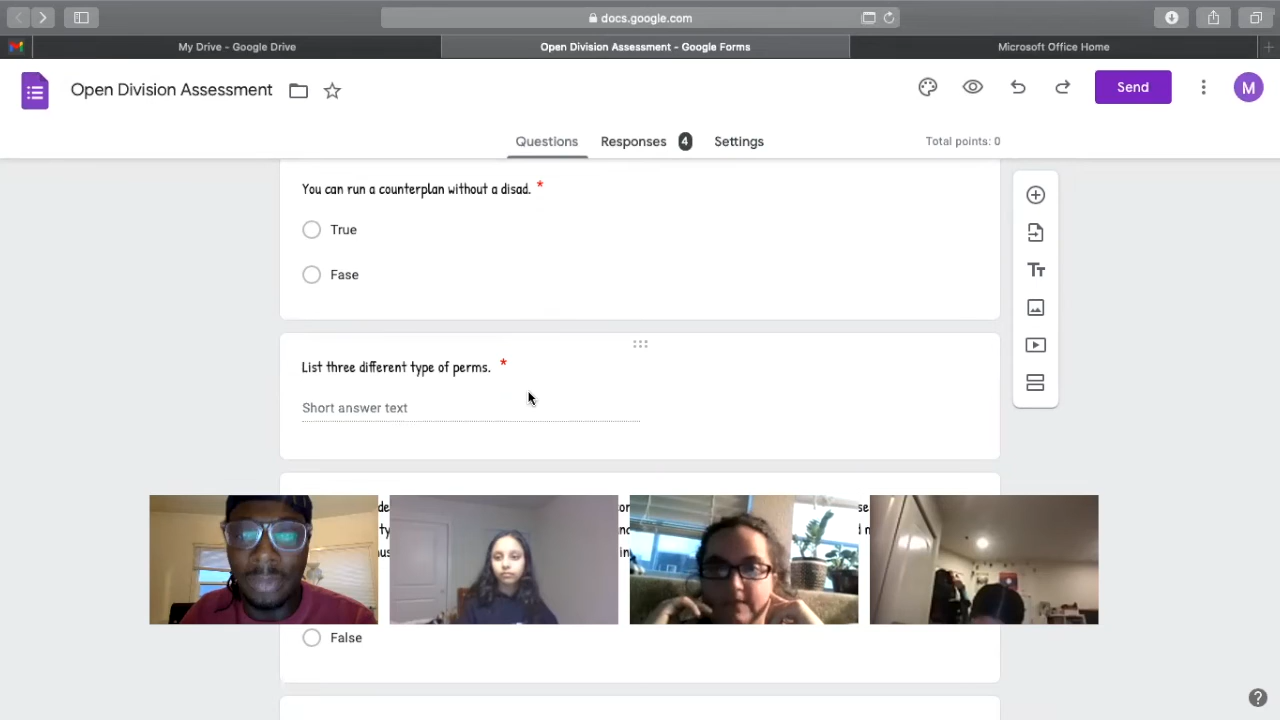 docs.google.com
My Drive - Google Drive
Open Division Assessment - Google Forms
Microsoft Office Home
Open Division Assessment
Send
M
Questions
Responses 4
Settings
Total points: 0
You can run a counterplan without a disad. *
True
Fase
List three different type of perms. *
Short answer text
False